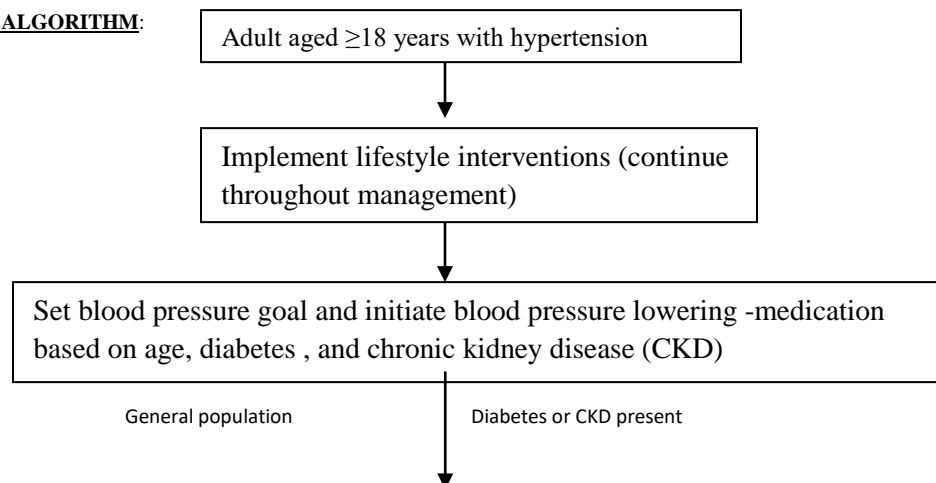 ALGORITHM:
Adult aged ≥18 years with hypertension
Implement lifestyle interventions (continue
throughout management)
Set blood pressure goal and initiate blood pressure lowering -medication
based on age, diabetes , and chronic kidney disease (CKD)
General population
Diabetes or CKD present